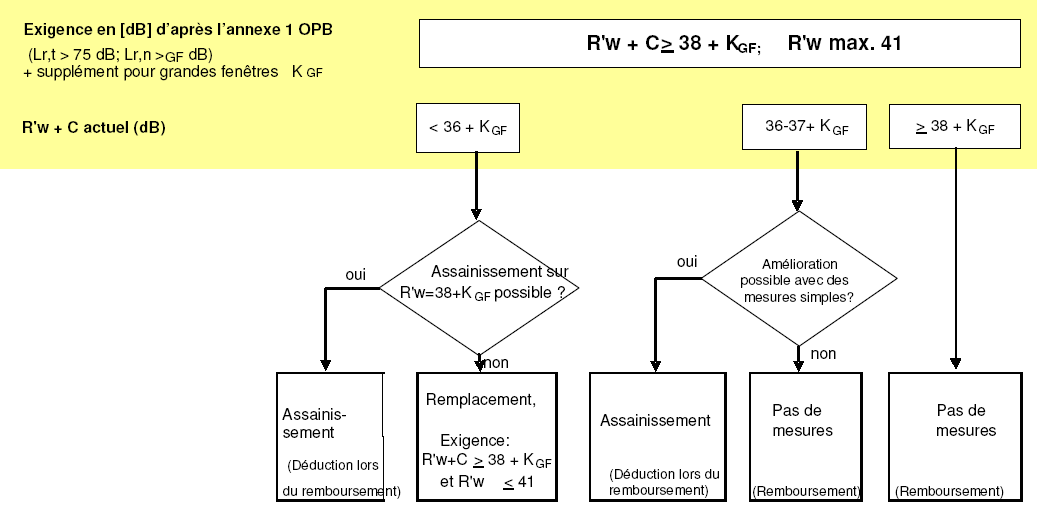 Exigence en [dB] d'après l'annexe 1 OPB
(Lr,t > 75 dB; Lr,n >GF dB)
+ supplément pour grandes fenêtres K GF
R'w + C ≥ 38 + KGF; R'w max. 41
R'w + C actuel (dB)
< 36 + KGF
36-37+ KGF
≥ 38 + KGF
oui
Assainissement sur
R'w=38+KGF possible ?
non
oui
Amélioration
possible avec des
mesures simples?
non
Assainis-
sement
(Déduction lors
du remboursement)
Remplacement,
Exigence:
R'w+C ≥ 38 + KGF
et R'w ≤ 41
Assainissement
(Déduction lors du
remboursement)
Pas de
mesures
(Remboursement)
Pas de
mesures
(Remboursement)